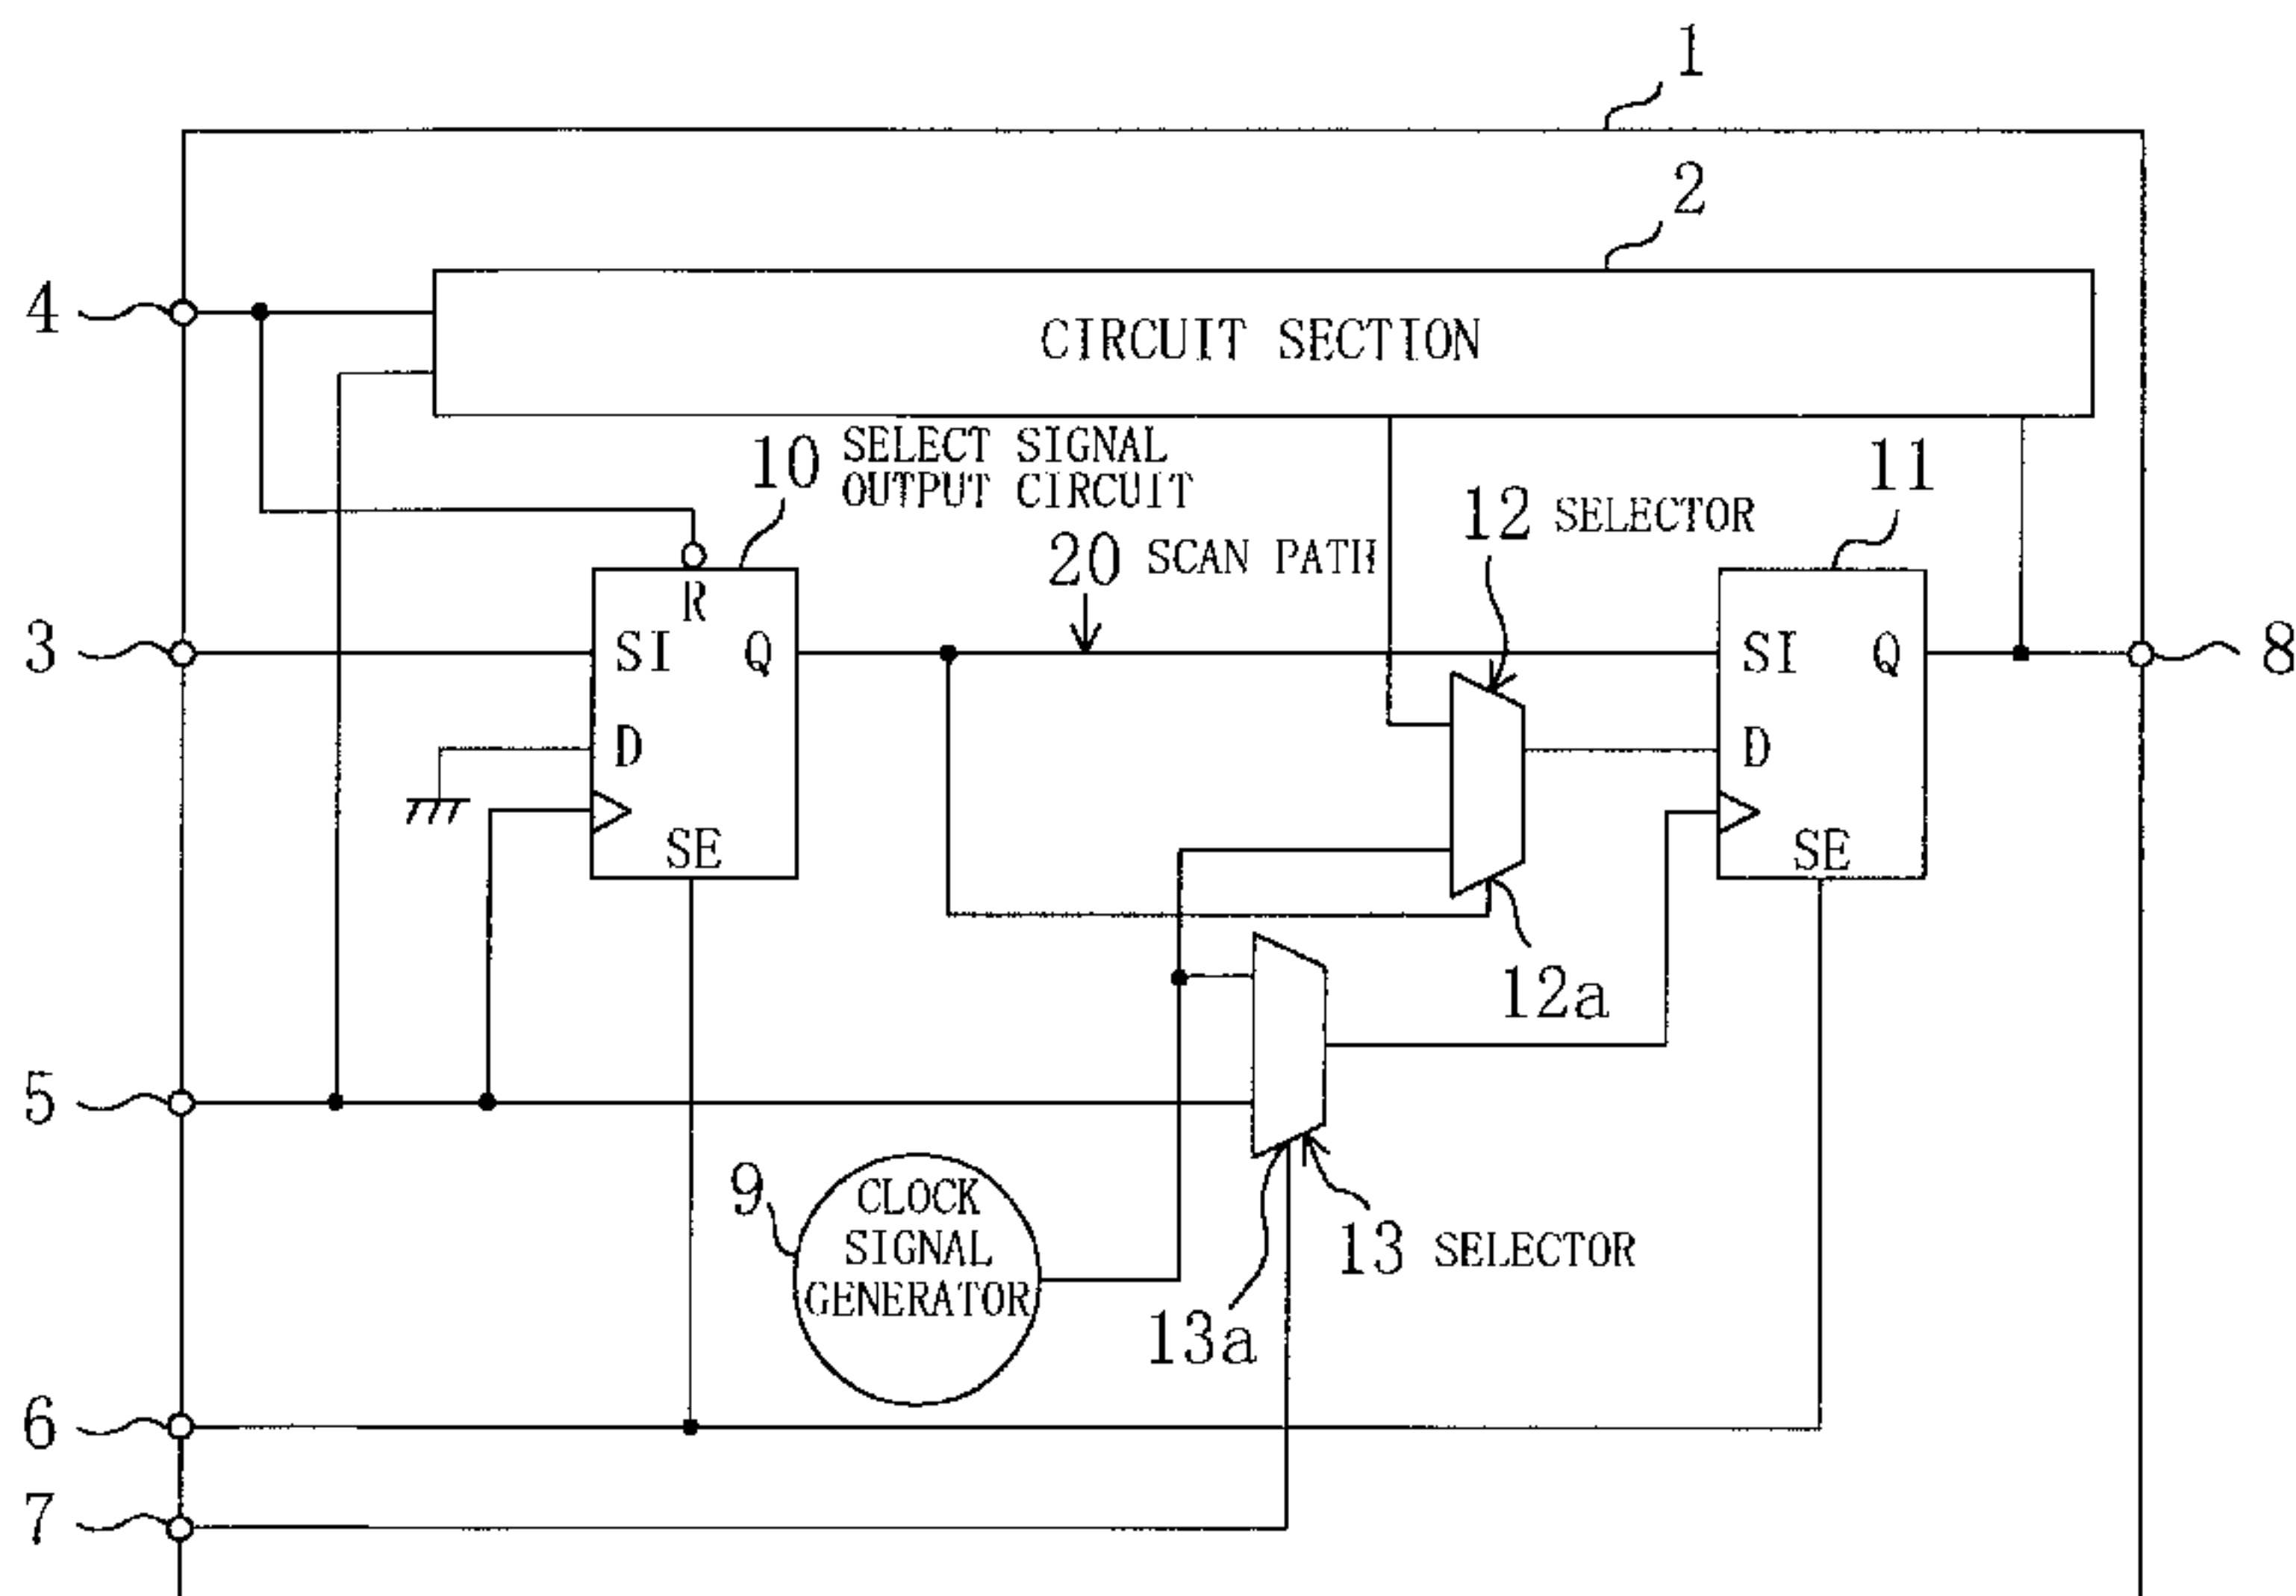 1
2
4
CIRCUIT SECTION
10 SELECT SIGNAL
OUTPUT CIRCUIT
11
12 SELECTOR
20 SCAN PATH
R
3
SI
Q
SI
Q
8
D
D
SE
SE
12a
5
9
CLOCK
SIGNAL
GENERATOR
13 SELECTOR
13a
6
7